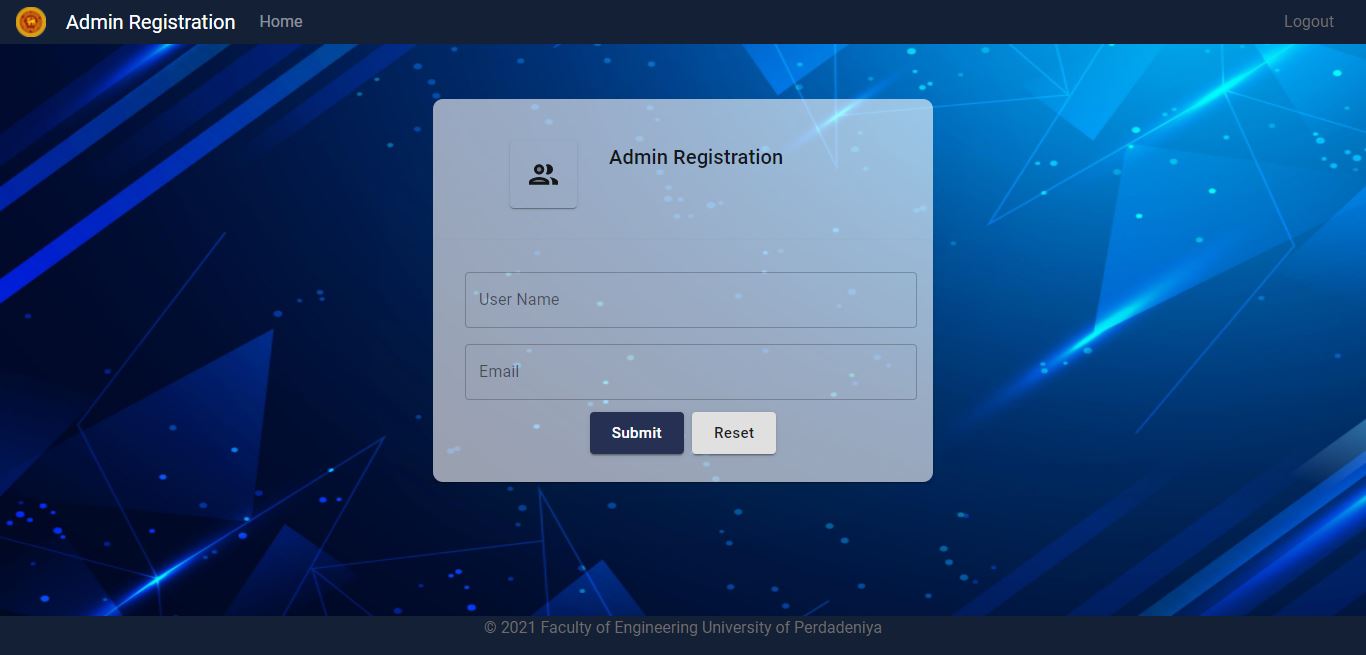 Admin Registration Home Logout
Admin Registration
User Name
Email
Submit Reset
© 2021 Faculty of Engineering University of Perdadeniya